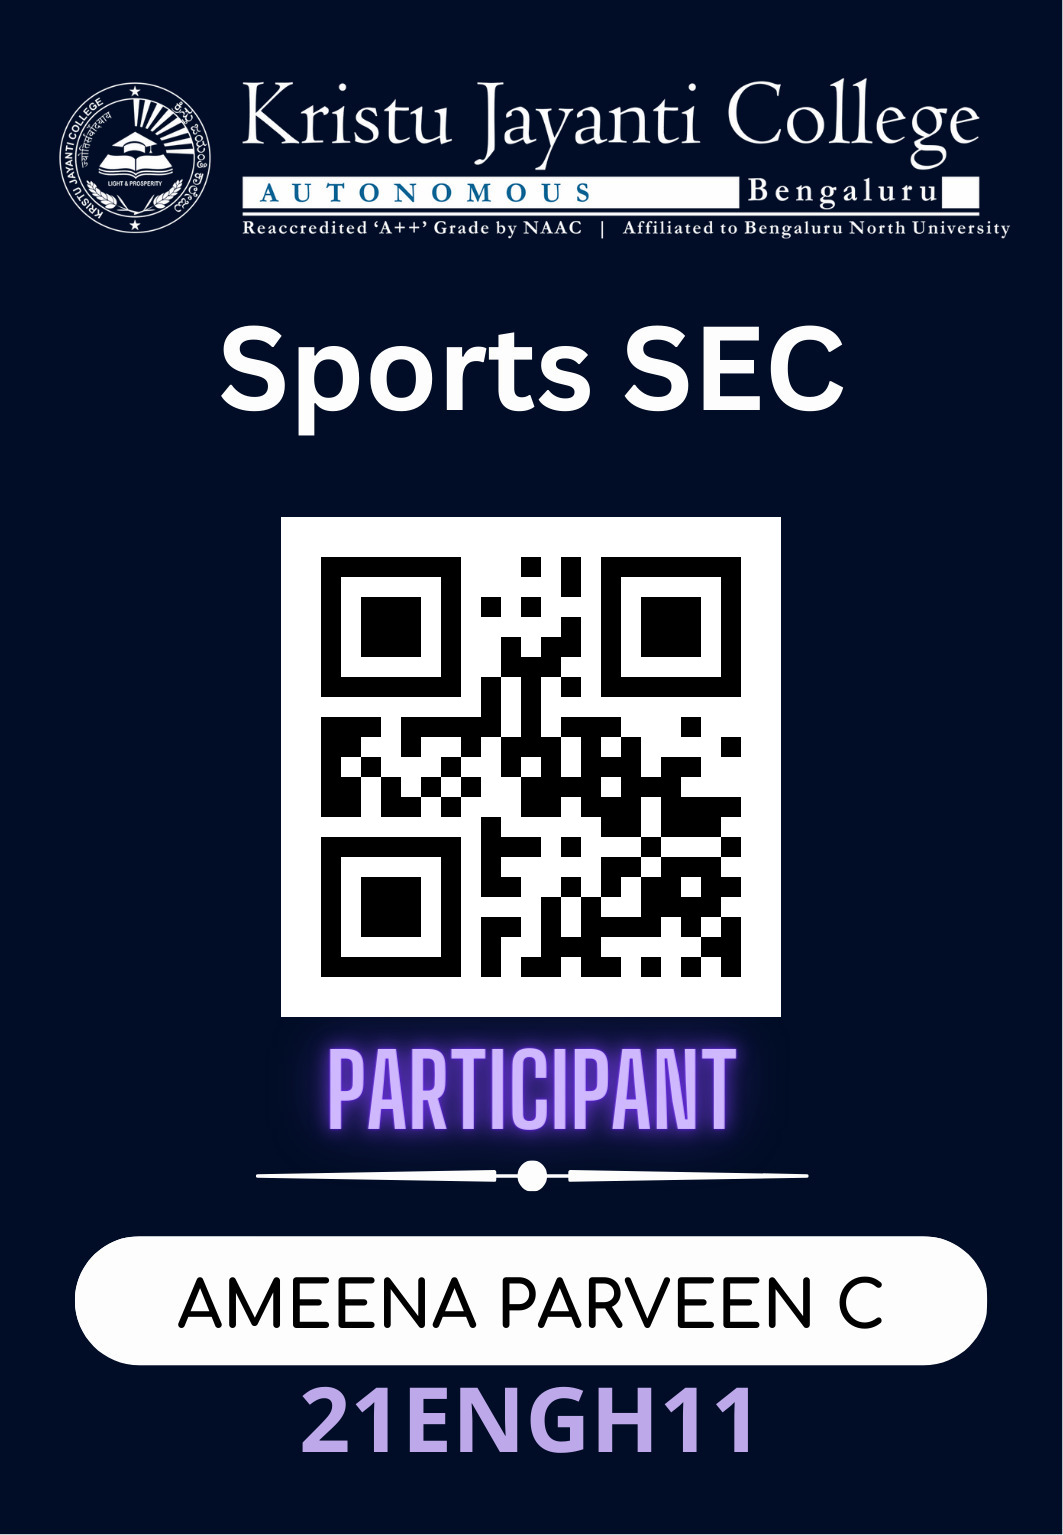 Kristu Jayanti College
AUTONOMOUS Bengaluru
Reaccredited ‘A++’ Grade by NAAC | Affiliated to Bengaluru North University
KRISTU JAYANTI COLLEGE
LIGHT & PROSPERITY
Sports SEC
PARTICIPANT
AMEENA PARVEEN C
21ENGH11